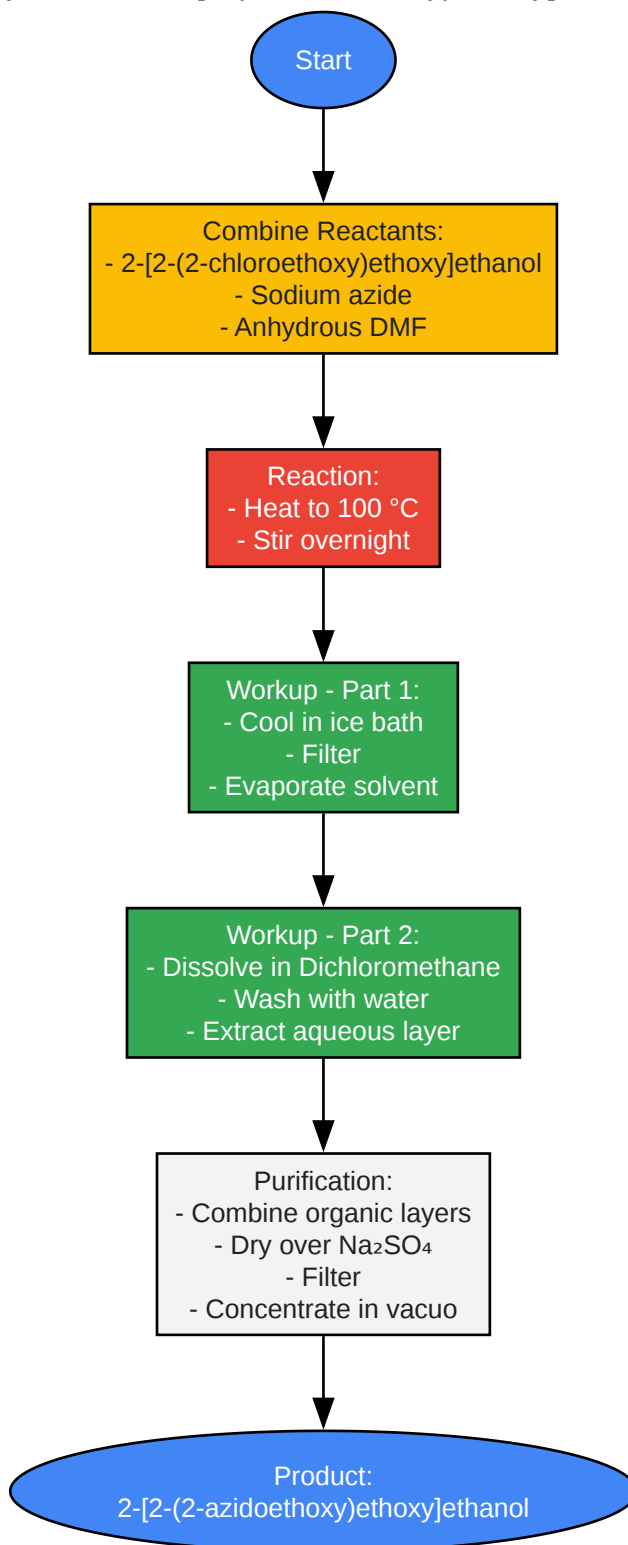 Start
Combine Reactants:
- 2-[2-(2-chloroethoxy)ethoxy]ethanol
- Sodium azide
- Anhydrous DMF
Reaction:
- Heat to 100 °C
- Stir overnight
Workup - Part 1:
- Cool in ice bath
- Filter
- Evaporate solvent
Workup - Part 2:
- Dissolve in Dichloromethane
- Wash with water
- Extract aqueous layer
Purification:
- Combine organic layers
- Dry over Na₂SO₄
- Filter
- Concentrate in vacuo
Product:
2-[2-(2-azidoethoxy)ethoxy]ethanol